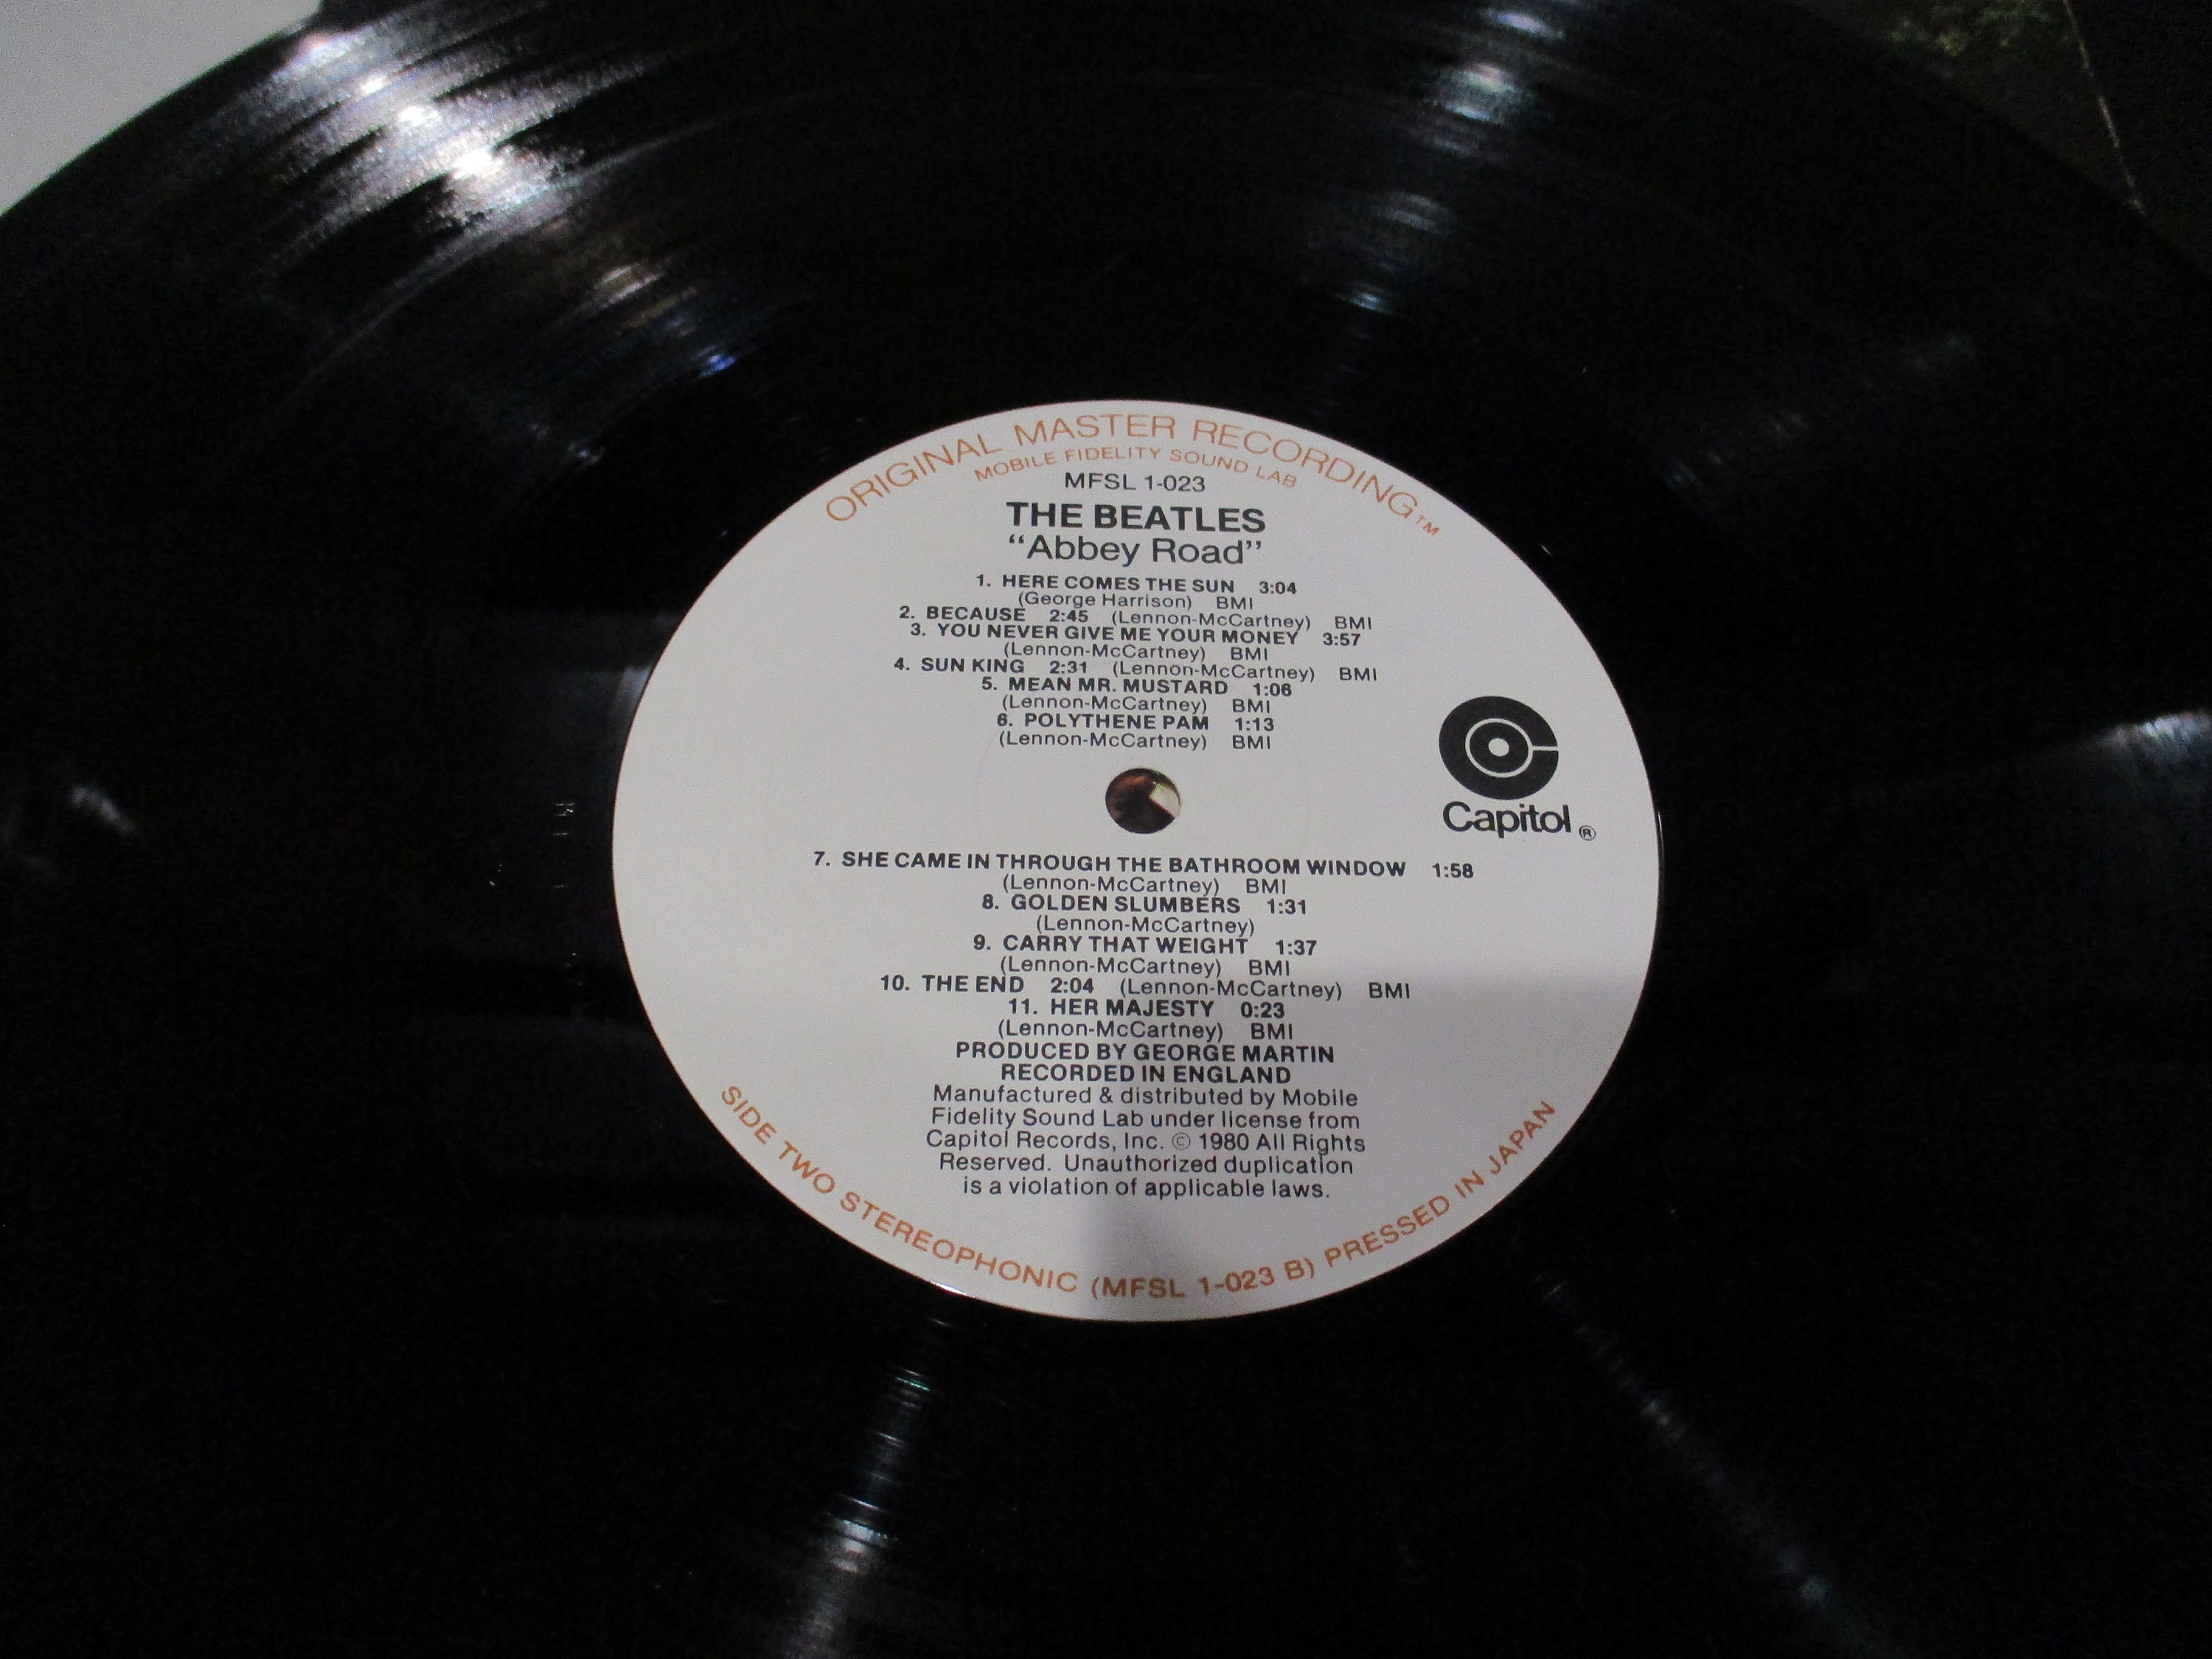 ORIGINAL MASTER RECORDING™
MOBILE FIDELITY SOUND LAB
MFSL 1-023
THE BEATLES
“Abbey Road”
1. HERE COMES THE SUN 3:04
(George Harrison) BMI
2. BECAUSE 2:45 (Lennon-McCartney) BMI
3. YOU NEVER GIVE ME YOUR MONEY 3:57
(Lennon-McCartney) BMI
4. SUN KING 2:31 (Lennon-McCartney) BMI
5. MEAN MR. MUSTARD 1:06
(Lennon-McCartney) BMI
6. POLYTHENE PAM 1:13
(Lennon-McCartney) BMI
Capitol ®
7. SHE CAME IN THROUGH THE BATHROOM WINDOW 1:58
(Lennon-McCartney) BMI
8. GOLDEN SLUMBERS 1:31
(Lennon-McCartney)
9. CARRY THAT WEIGHT 1:37
(Lennon-McCartney) BMI
10. THE END 2:04 (Lennon-McCartney) BMI
11. HER MAJESTY 0:23
(Lennon-McCartney) BMI
PRODUCED BY GEORGE MARTIN
RECORDED IN ENGLAND
Manufactured & distributed by Mobile
Fidelity Sound Lab under license from
Capitol Records, Inc. © 1980 All Rights
Reserved. Unauthorized duplication
is a violation of applicable laws.
SIDE TWO STEREOPHONIC (MFSL 1-023 B) PRESSED IN JAPAN